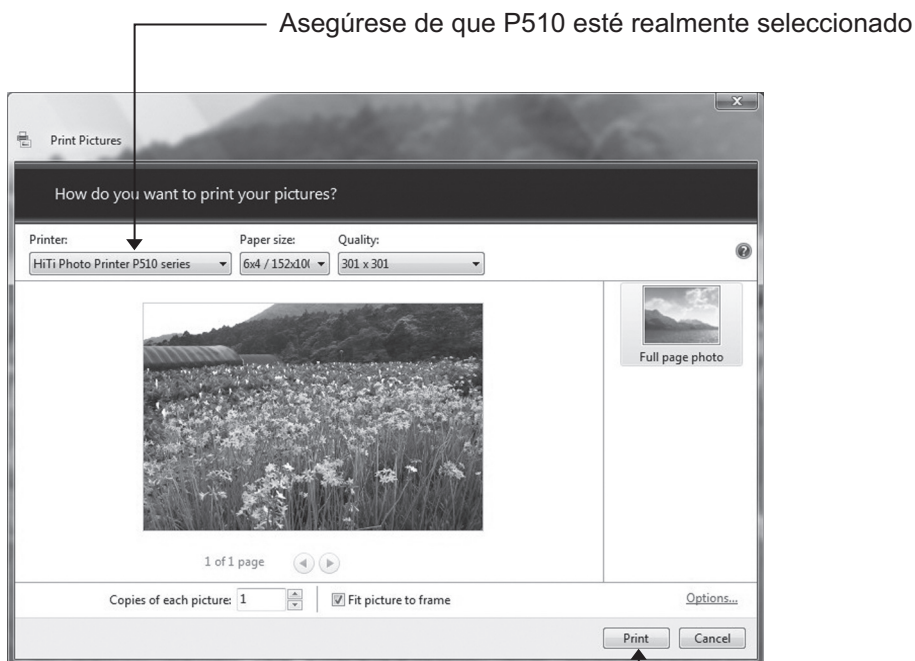 Asegúrese de que P510 esté realmente seleccionado
Print Pictures
How do you want to print your pictures?
Printer: Paper size: Quality:
HiTi Photo Printer P510 series 6x4 / 152x10( 301 x 301
Full page photo
1 of 1 page
Copies of each picture: 1 Fit picture to frame Options...
Print Cancel